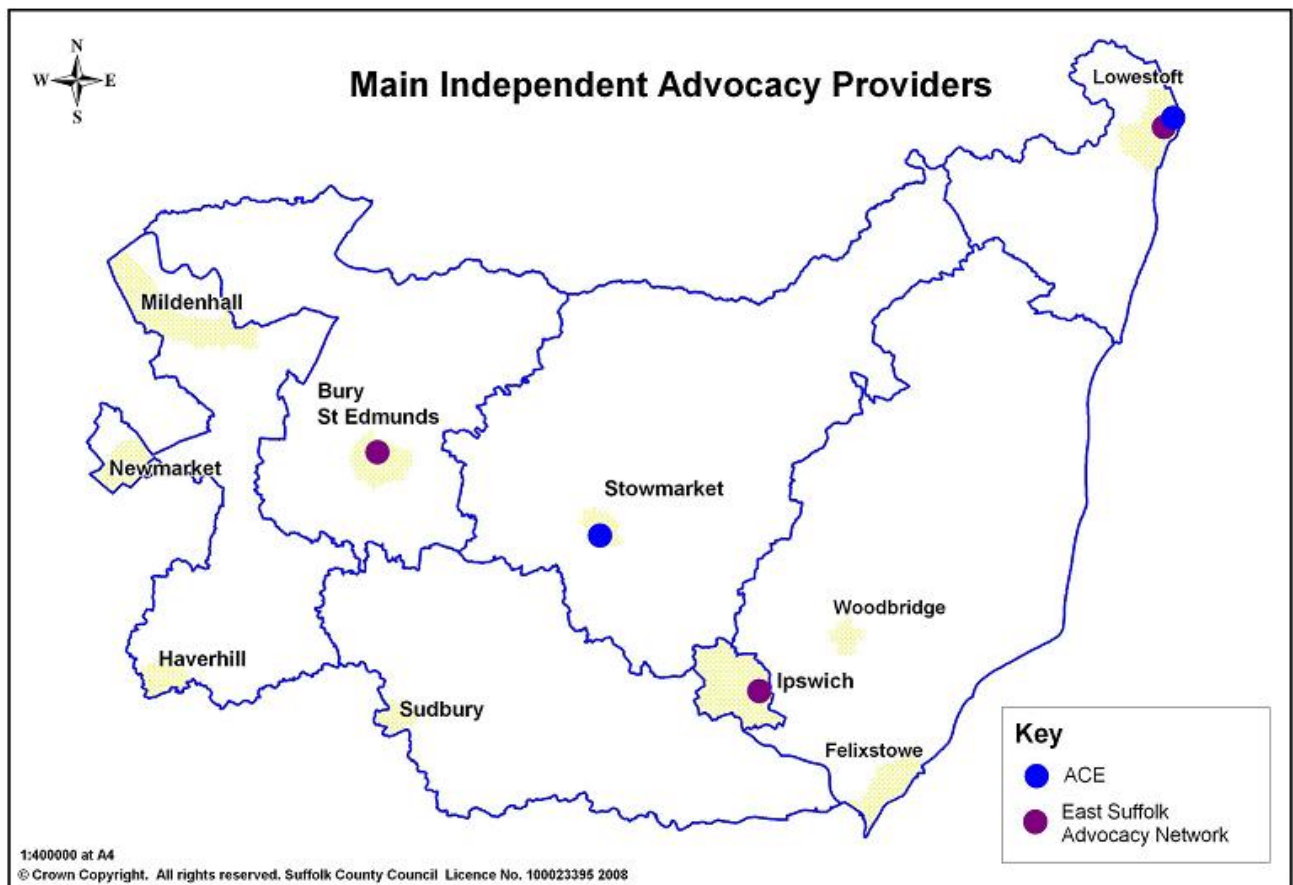 N
W E
S
Main Independent Advocacy Providers
Lowestoft
Mildenhall
Bury
St Edmunds
Newmarket
Stowmarket
Woodbridge
Haverhill
Ipswich
Sudbury
Felixstowe
Key
ACE
East Suffolk
Advocacy Network
1:400000 at A4
© Crown Copyright. All rights reserved. Suffolk County Council Licence No. 100023395 2008